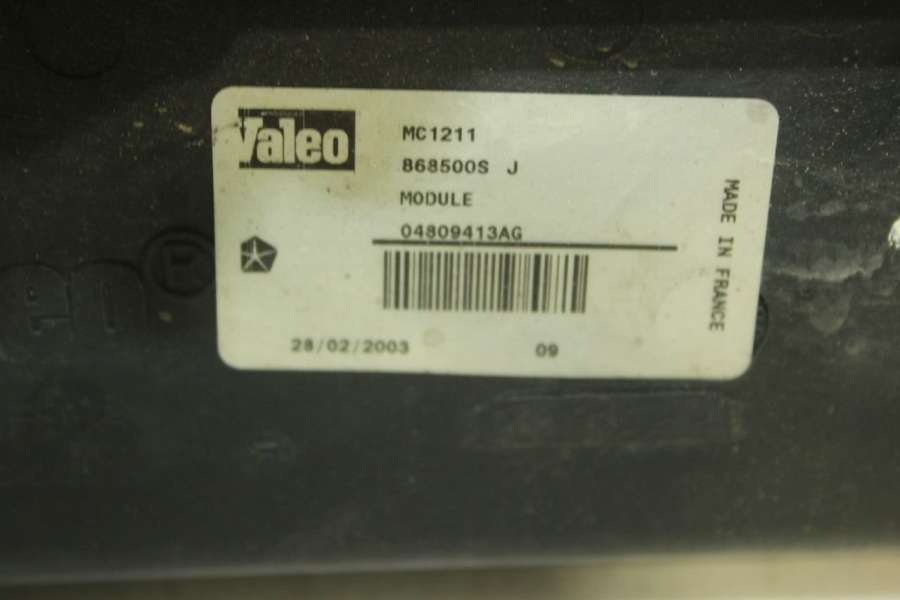 Valeo
MC1211
868500S J
MODULE
04809413AG
28/02/2003
09
MADE IN FRANCE